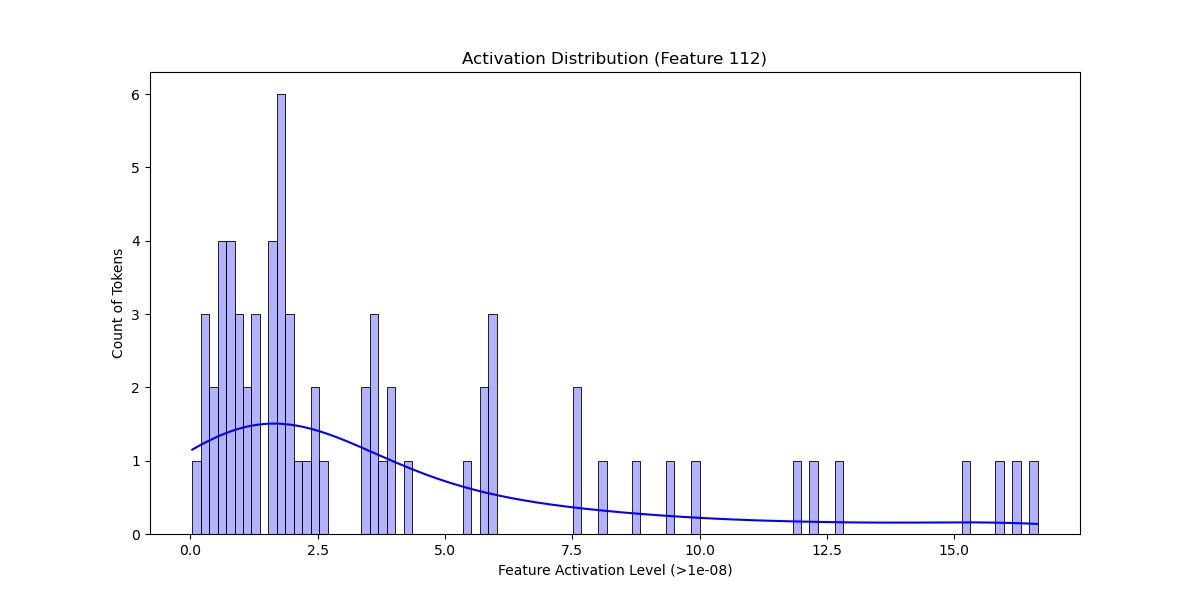 Activation Distribution (Feature 112)
6
5
4
3
2
1
0
Count of Tokens
0.0 2.5 5.0 7.5 10.0 12.5 15.0
Feature Activation Level (>1e-08)